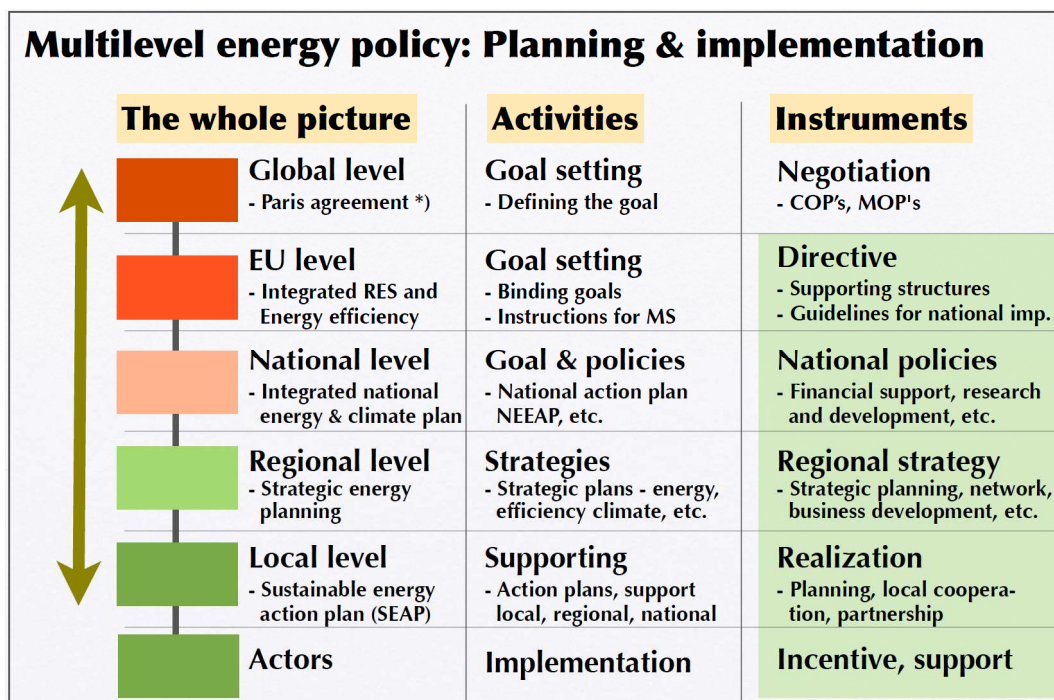 Multilevel energy policy: Planning & implementation
The whole picture
Activities
Instruments
Global level
- Paris agreement *)
Goal setting
- Defining the goal
Negotiation
- COP’s, MOP's
EU level
- Integrated RES and
Energy efficiency
Goal setting
- Binding goals
- Instructions for MS
Directive
- Supporting structures
- Guidelines for national imp.
National level
- Integrated national
energy & climate plan
Goal & policies
- National action plan
NEEAP, etc.
National policies
- Financial support, research
and development, etc.
Regional level
- Strategic energy
planning
Strategies
- Strategic plans - energy,
efficiency climate, etc.
Regional strategy
- Strategic planning, network,
business development, etc.
Local level
- Sustainable energy
action plan (SEAP)
Supporting
- Action plans, support
local, regional, national
Realization
- Planning, local coopera-
tion, partnership
Actors
Implementation
Incentive, support